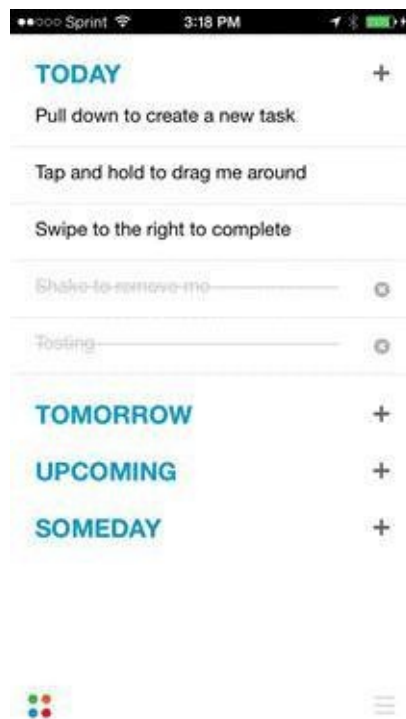 Sprint 3:18 PM
TODAY
Pull down to create a new task
Tap and hold to drag me around
Swipe to the right to complete
Shake to remove me
Testing
TOMORROW
UPCOMING
SOMEDAY